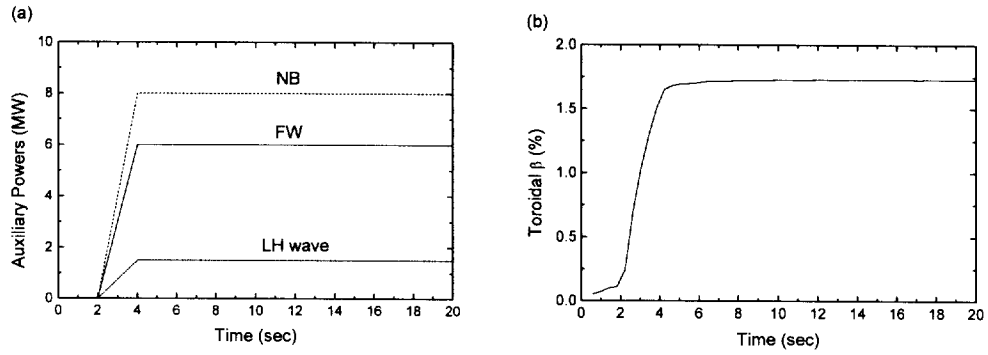 (a)
10
8
6
4
2
0
Auxiliary Powers (MW)
NB
FW
LH wave
0 2 4 6 8 10 12 14 16 18 20
Time (sec)
(b)
2.0
1.5
1.0
0.5
0.0
Toroidal β (%)
0 2 4 6 8 10 12 14 16 18 20
Time (sec)